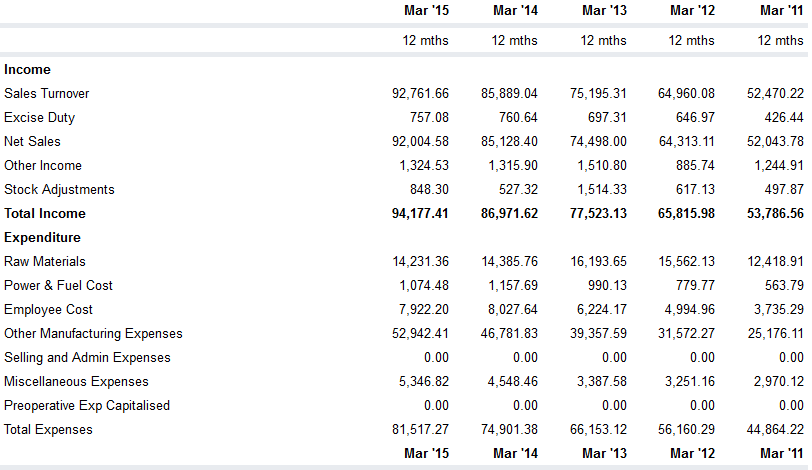 Mar '15 Mar '14 Mar '13 Mar '12 Mar '11
12 mths 12 mths 12 mths 12 mths 12 mths
Income
Sales Turnover 92,761.66 85,889.04 75,195.31 64,960.08 52,470.22
Excise Duty 757.08 760.64 697.31 646.97 426.44
Net Sales 92,004.58 85,128.40 74,498.00 64,313.11 52,043.78
Other Income 1,324.53 1,315.90 1,510.80 885.74 1,244.91
Stock Adjustments 848.30 527.32 1,514.33 617.13 497.87
Total Income 94,177.41 86,971.62 77,523.13 65,815.98 53,786.56
Expenditure
Raw Materials 14,231.36 14,385.76 16,193.65 15,562.13 12,418.91
Power & Fuel Cost 1,074.48 1,157.69 990.13 779.77 563.79
Employee Cost 7,922.20 8,027.64 6,224.17 4,994.96 3,735.29
Other Manufacturing Expenses 52,942.41 46,781.83 39,357.59 31,572.27 25,176.11
Selling and Admin Expenses 0.00 0.00 0.00 0.00 0.00
Miscellaneous Expenses 5,346.82 4,548.46 3,387.58 3,251.16 2,970.12
Preoperative Exp Capitalised 0.00 0.00 0.00 0.00 0.00
Total Expenses 81,517.27 74,901.38 66,153.12 56,160.29 44,864.22
Mar '15 Mar '14 Mar '13 Mar '12 Mar '11